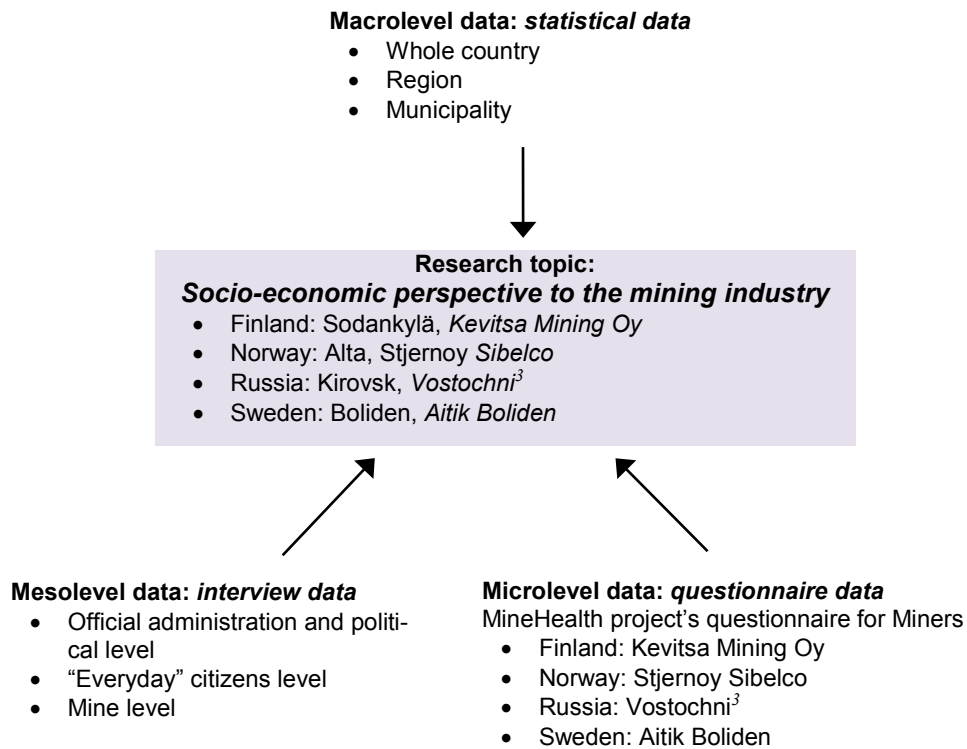 Macrolevel data: statistical data
• Whole country
• Region
• Municipality
Research topic:
Socio-economic perspective to the mining industry
• Finland: Sodankylä, Kevitsa Mining Oy
• Norway: Alta, Stjernoy Sibelco
• Russia: Kirovsk, Vostochni³
• Sweden: Boliden, Aitik Boliden
Mesolevel data: interview data
• Official administration and politi-
cal level
• “Everyday” citizens level
• Mine level
Microlevel data: questionnaire data
MineHealth project's questionnaire for Miners
• Finland: Kevitsa Mining Oy
• Norway: Stjernoy Sibelco
• Russia: Vostochni³
• Sweden: Aitik Boliden